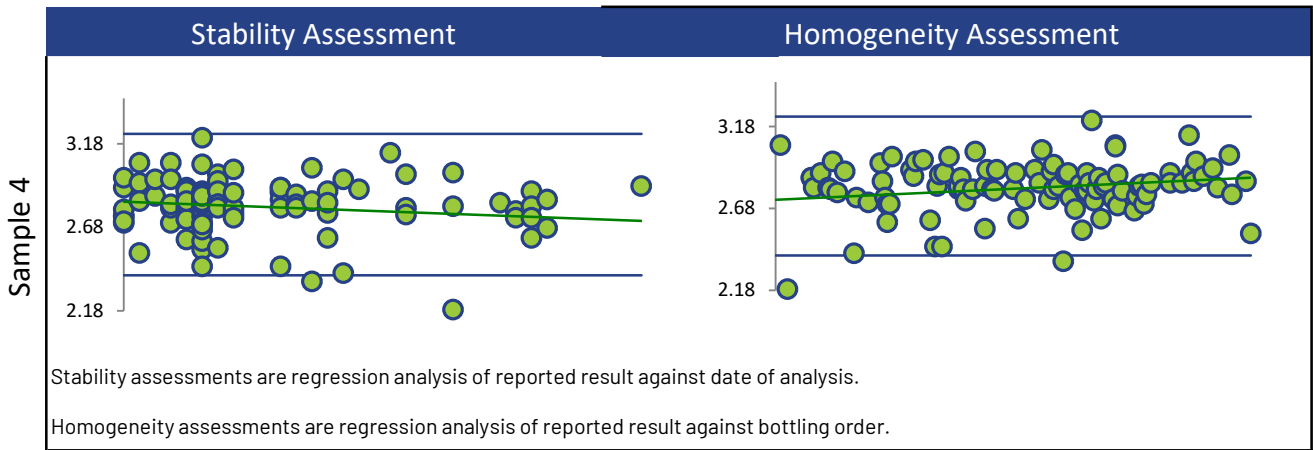 Stability Assessment
Homogeneity Assessment
Sample 4
3.18
2.68
2.18
3.18
2.68
2.18
Stability assessments are regression analysis of reported result against date of analysis.
Homogeneity assessments are regression analysis of reported result against bottling order.